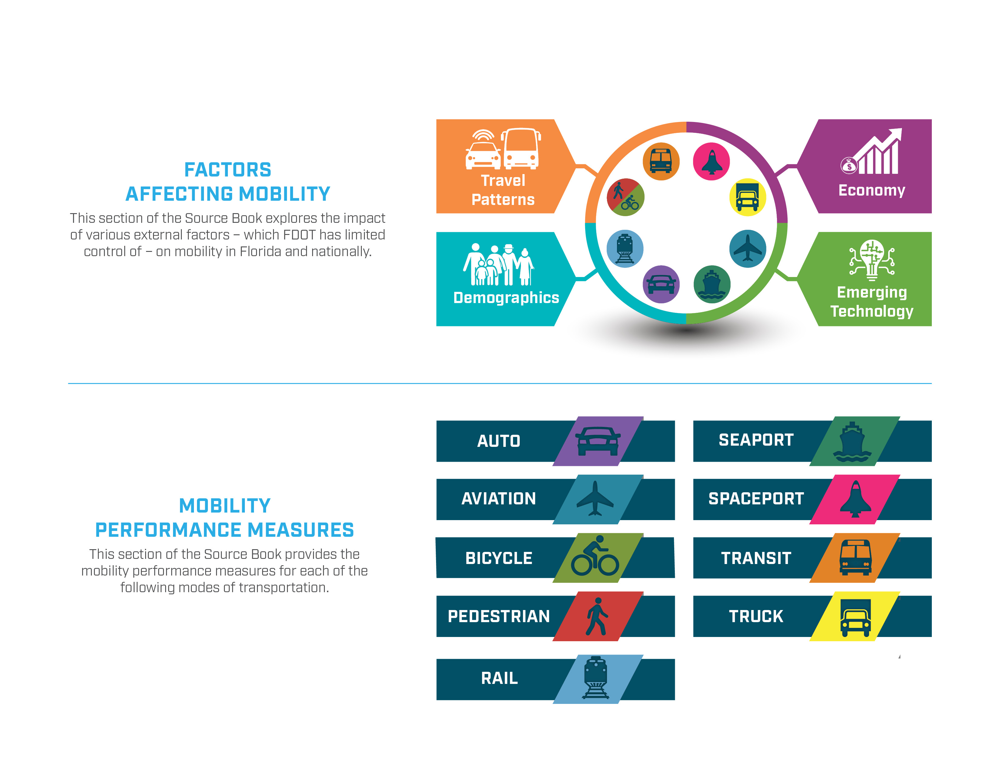 FACTORS
AFFECTING MOBILITY
This section of the Source Book explores the impact
of various external factors – which FDOT has limited
control of – on mobility in Florida and nationally.
Travel
Patterns
Economy
$
Demographics
Emerging
Technology
MOBILITY
PERFORMANCE MEASURES
This section of the Source Book provides the
mobility performance measures for each of the
following modes of transportation.
AUTO
AVIATION
BICYCLE
PEDESTRIAN
RAIL
SEAPORT
SPACEPORT
TRANSIT
TRUCK